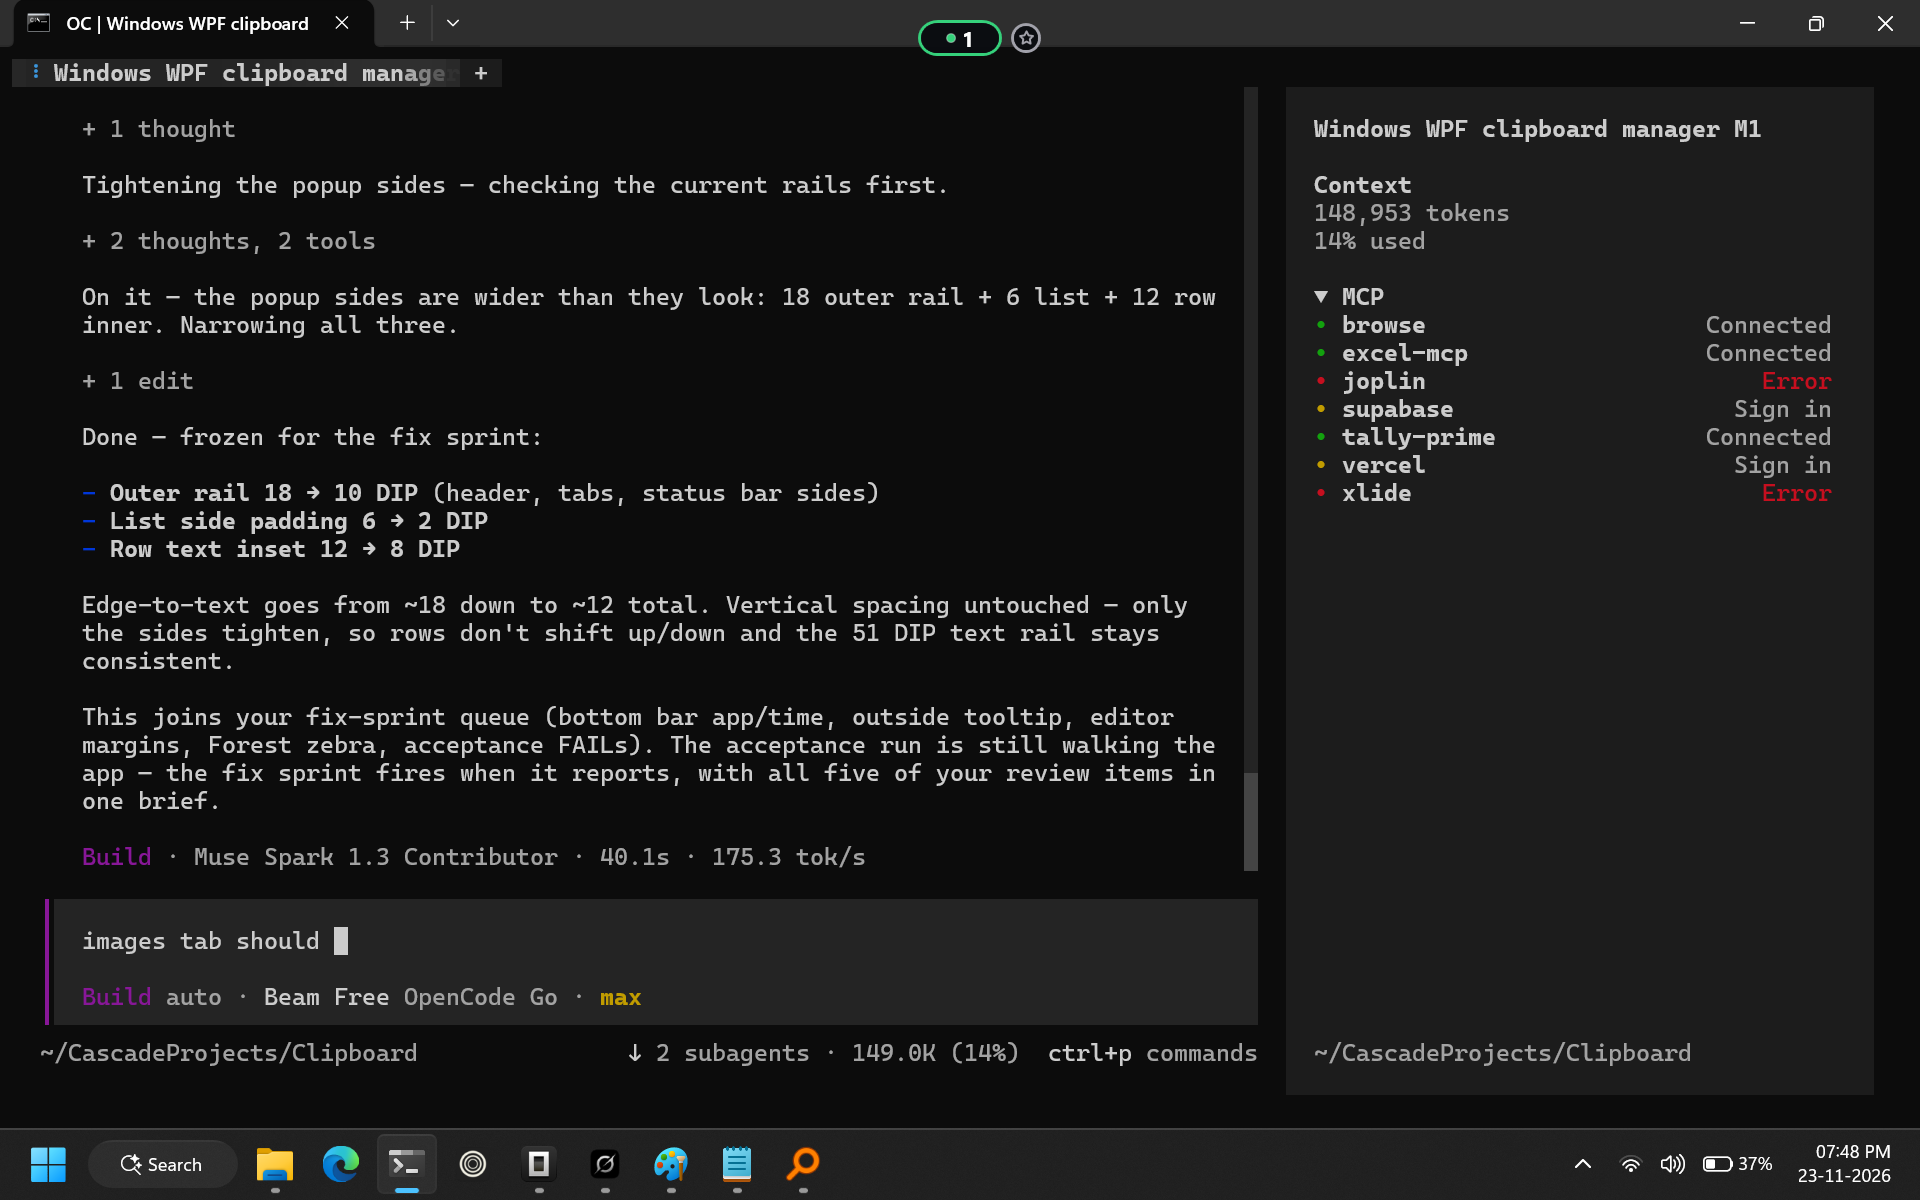 OC | Windows WPF clipboard
1
Windows WPF clipboard manager +
+ 1 thought
Tightening the popup sides — checking the current rails first.
+ 2 thoughts, 2 tools
On it — the popup sides are wider than they look: 18 outer rail + 6 list + 12 row
inner. Narrowing all three.
+ 1 edit
Done — frozen for the fix sprint:
- Outer rail 18 → 10 DIP (header, tabs, status bar sides)
- List side padding 6 → 2 DIP
- Row text inset 12 → 8 DIP
Edge-to-text goes from ~18 down to ~12 total. Vertical spacing untouched — only
the sides tighten, so rows don't shift up/down and the 51 DIP text rail stays
consistent.
This joins your fix-sprint queue (bottom bar app/time, outside tooltip, editor
margins, Forest zebra, acceptance FAILs). The acceptance run is still walking the
app — the fix sprint fires when it reports, with all five of your review items in
one brief.
Build · Muse Spark 1.3 Contributor · 40.1s · 175.3 tok/s
images tab should
Build auto · Beam Free OpenCode Go · max
~/CascadeProjects/Clipboard ↓ 2 subagents · 149.0K (14%) ctrl+p commands
Windows WPF clipboard manager M1
Context
148,953 tokens
14% used
▼ MCP
• browse Connected
• excel-mcp Connected
• joplin Error
• supabase Sign in
• tally-prime Connected
• vercel Sign in
• xlide Error
~/CascadeProjects/Clipboard
Search
37%
07:48 PM
23-11-2026